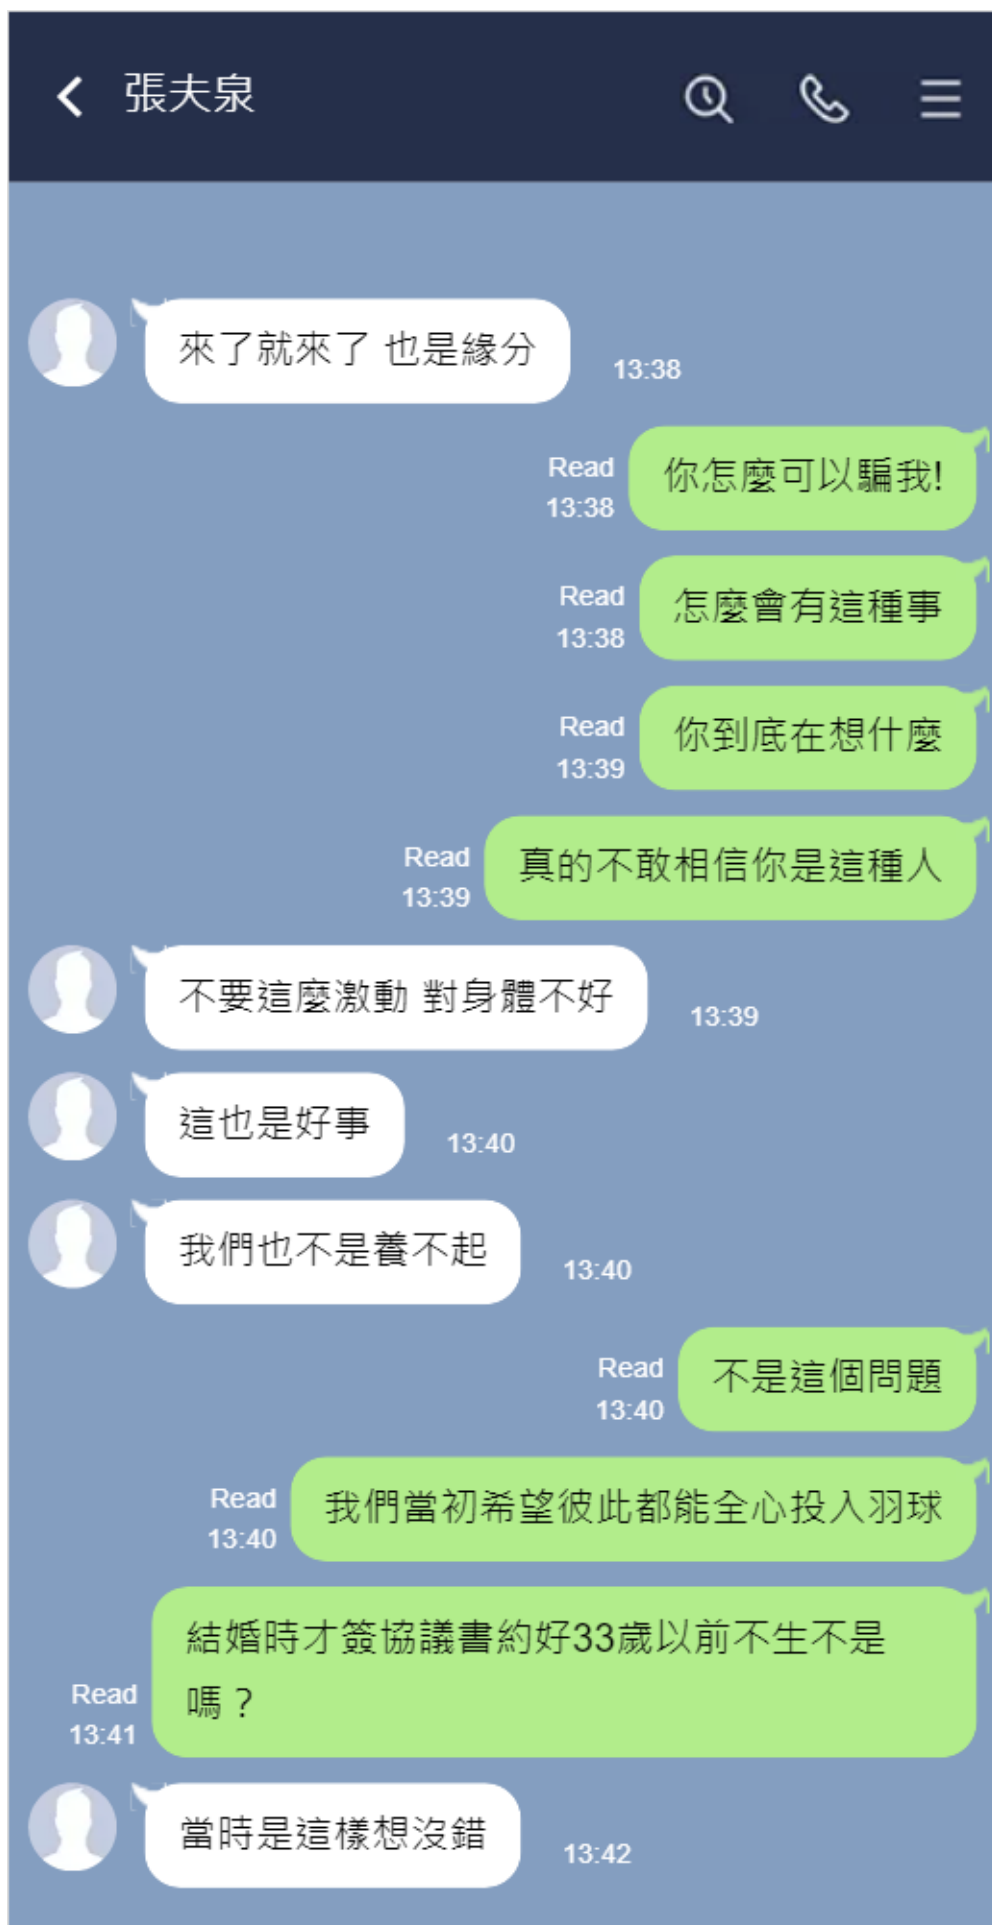 張夫泉
來了就來了 也是緣分
13:38
Read
13:38
你怎麼可以騙我!
Read
13:38
怎麼會有這種事
Read
13:39
你到底在想什麼
Read
13:39
真的不敢相信你是這種人
不要這麼激動 對身體不好
13:39
這也是好事
13:40
我們也不是養不起
13:40
Read
13:40
不是這個問題
Read
13:40
我們當初希望彼此都能全心投入羽球
Read
13:41
結婚時才簽協議書約好33歲以前不生不是
嗎？
當時是這樣想沒錯
13:42